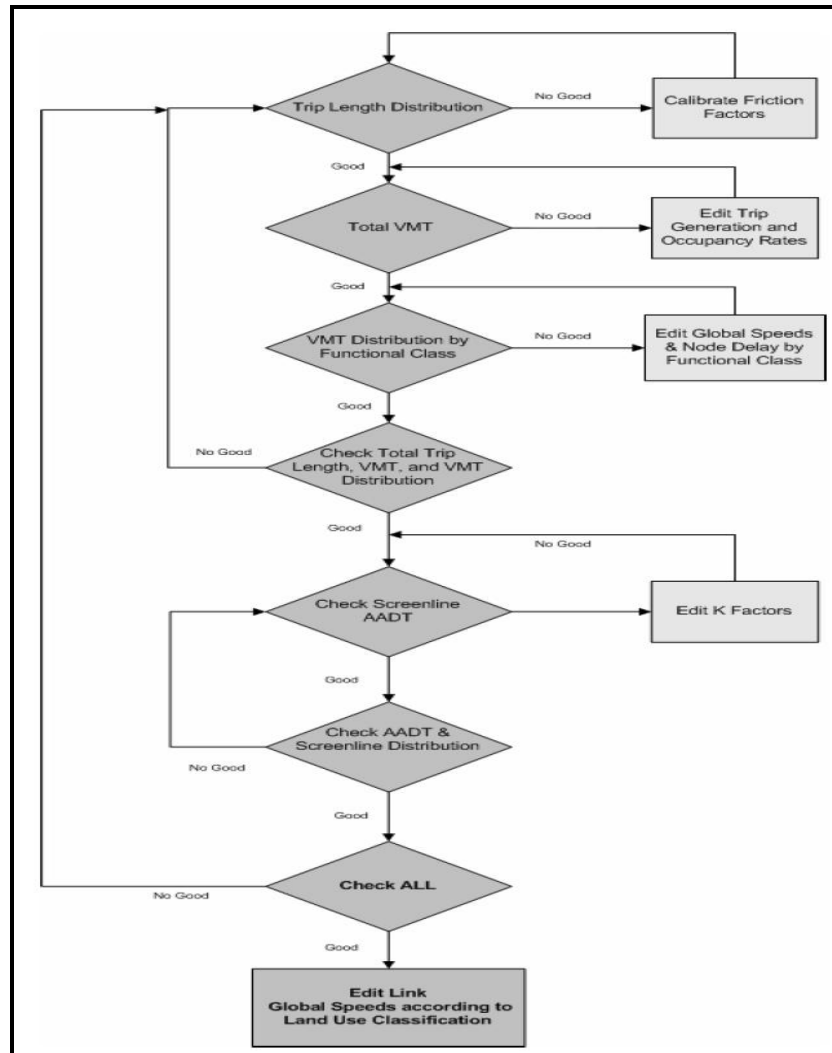 Trip Length Distribution
No Good
Calibrate Friction
Factors
Good
Total VMT
No Good
Edit Trip
Generation and
Occupancy Rates
Good
VMT Distribution by
Functional Class
No Good
Edit Global Speeds
& Node Delay by
Functional Class
Good
No Good
Check Total Trip
Length, VMT, and VMT
Distribution
Good
No Good
Check Screenline
AADT
Edit K Factors
Good
Check AADT &
Screenline Distribution
No Good
Good
Check ALL
No Good
Good
Edit Link
Global Speeds according to
Land Use Classification